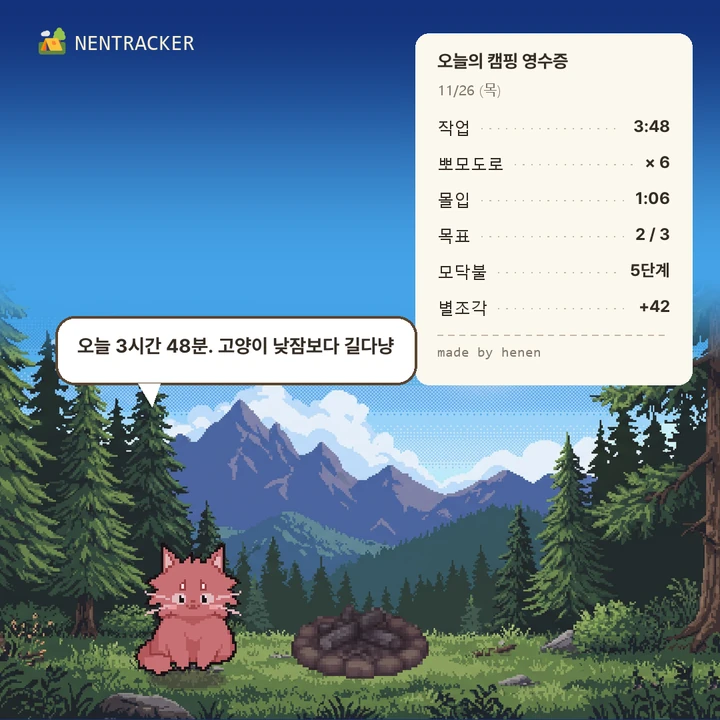 NENTRACKER
오늘의 캠핑 영수증
11/26 (목)
작업 3:48
뽀모도로 × 6
몰입 1:06
목표 2 / 3
모닥불 5단계
별조각 +42
made by henen
오늘 3시간 48분. 고양이 낮잠보다 길다냥